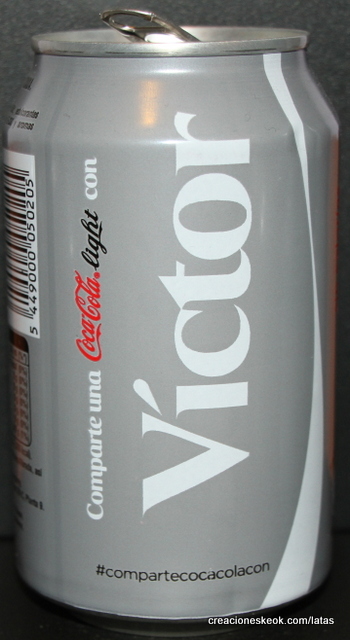 Comparte una Coca-Cola light con
Víctor
#compartecocacolacon
5 449000 050205
creacioneskeok.com/latas